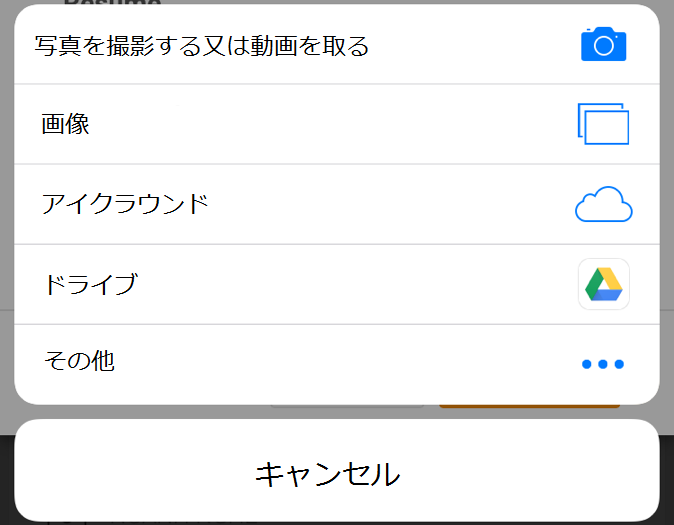 Resume
写真を撮影する又は動画を取る
画像
アイクラウンド
ドライブ
その他
キャンセル